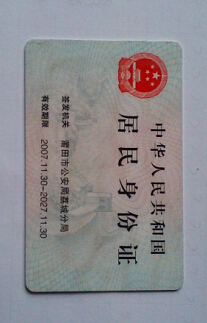 中华人民共和国
居民身份证
签发机关 莆田市公安局荔城分局
有效期限 2007.11.30-2027.11.30